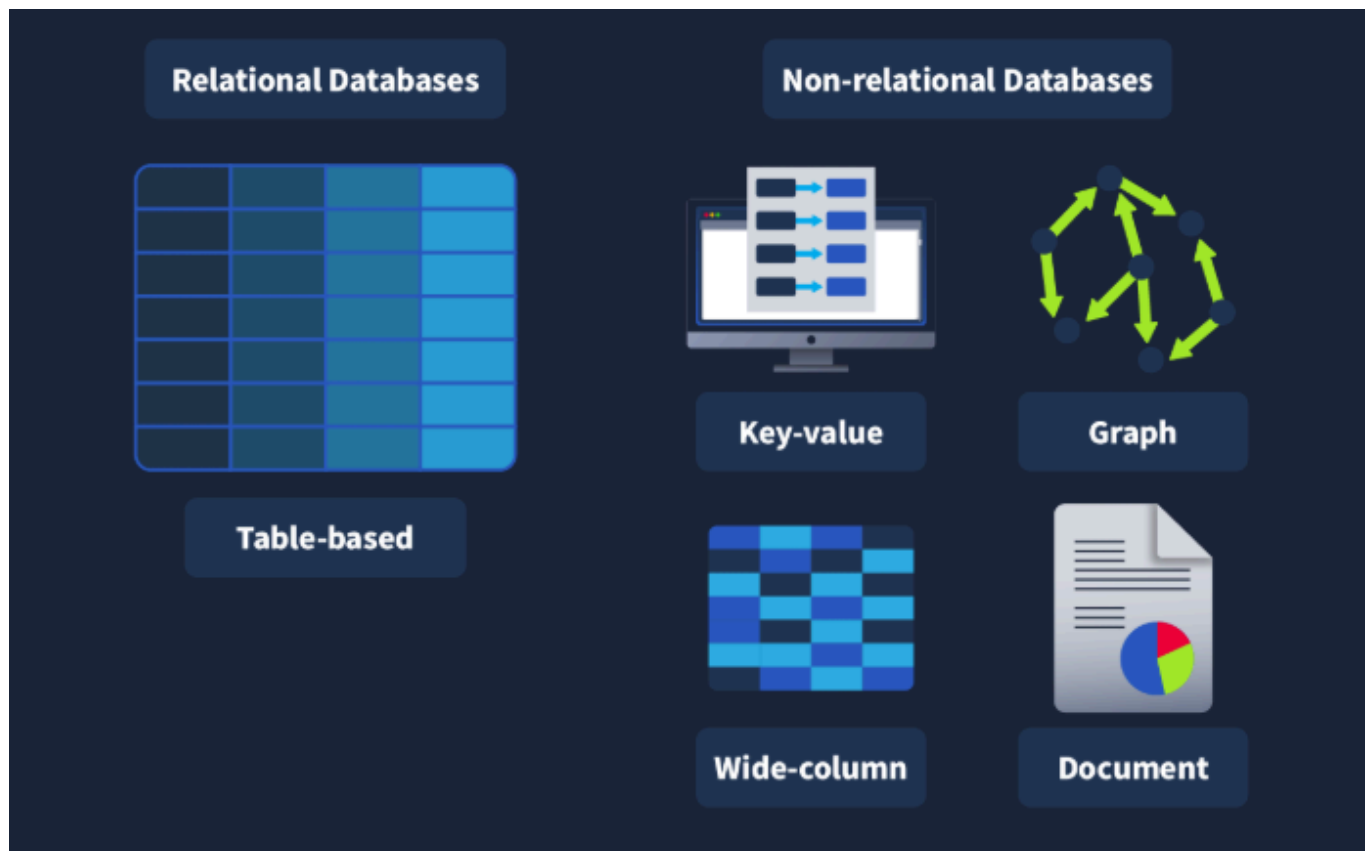 Relational Databases
Non-relational Databases
Table-based
Key-value
Graph
Wide-column
Document